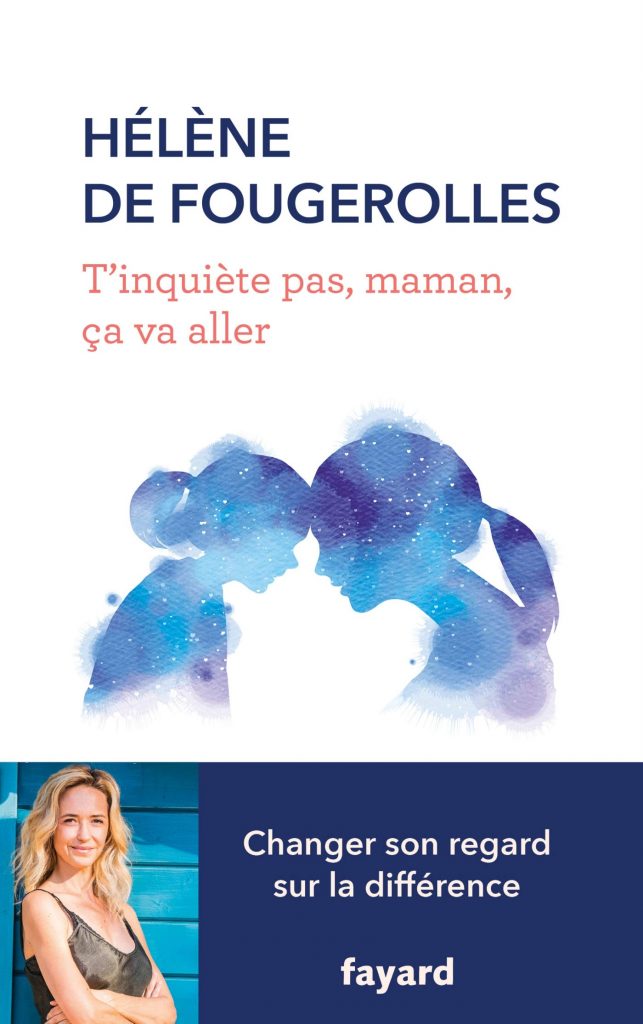 HÉLÈNE
DE FOUGEROLLES
T’inquiète pas, maman,
ça va aller
Changer son regard
sur la différence
fayard